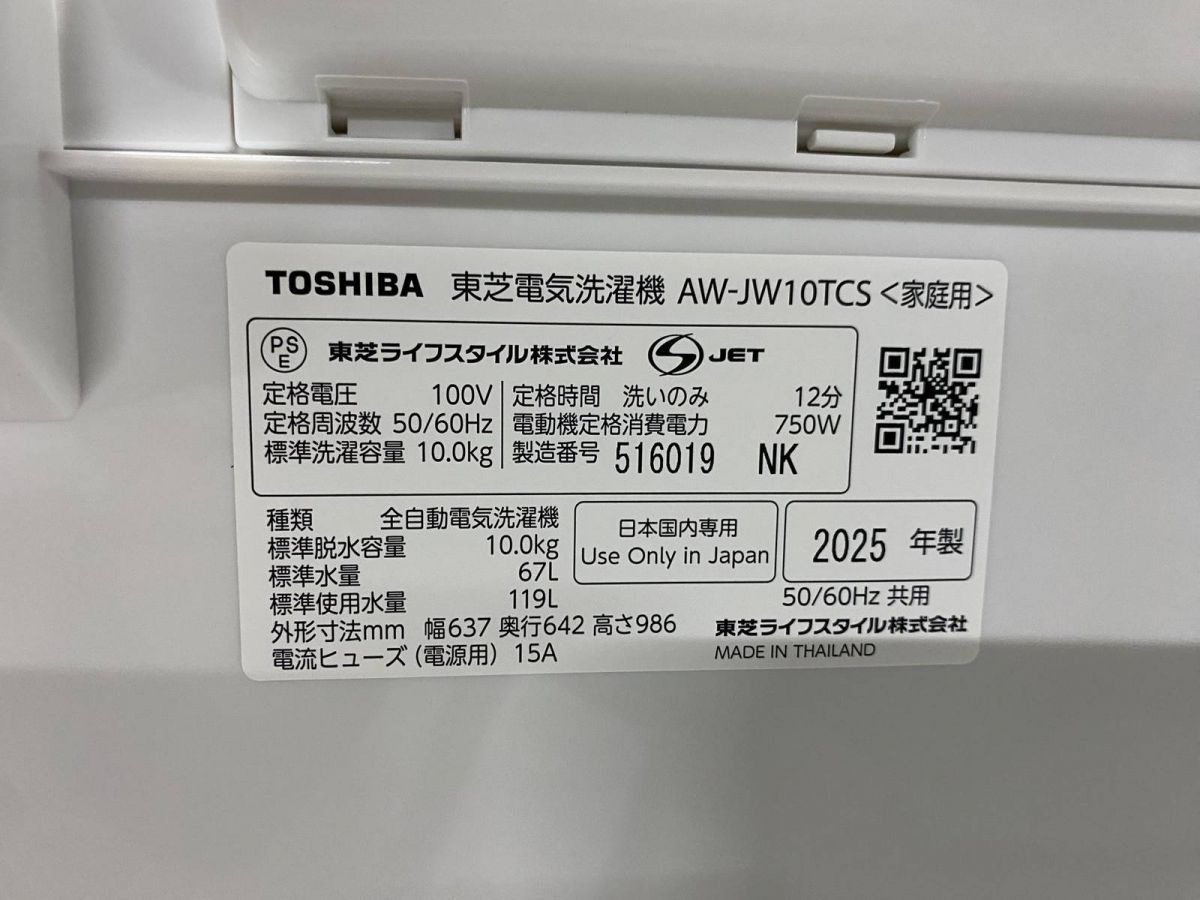 TOSHIBA 東芝電気洗濯機 AW-JW10TCS <家庭用>
PSE 東芝ライフスタイル株式会社 S JET
定格電圧 100V
定格周波数 50/60Hz
標準洗濯容量 10.0kg
定格時間 洗いのみ 12分
電動機定格消費電力 750W
製造番号 516019 NK
種類 全自動電気洗濯機
標準脱水容量 10.0kg
標準水量 67L
標準使用水量 119L
外形寸法mm 幅637 奥行642 高さ986
電流ヒューズ (電源用) 15A
日本国内専用
Use Only in Japan
2025 年製
50/60Hz 共用
東芝ライフスタイル株式会社
MADE IN THAILAND